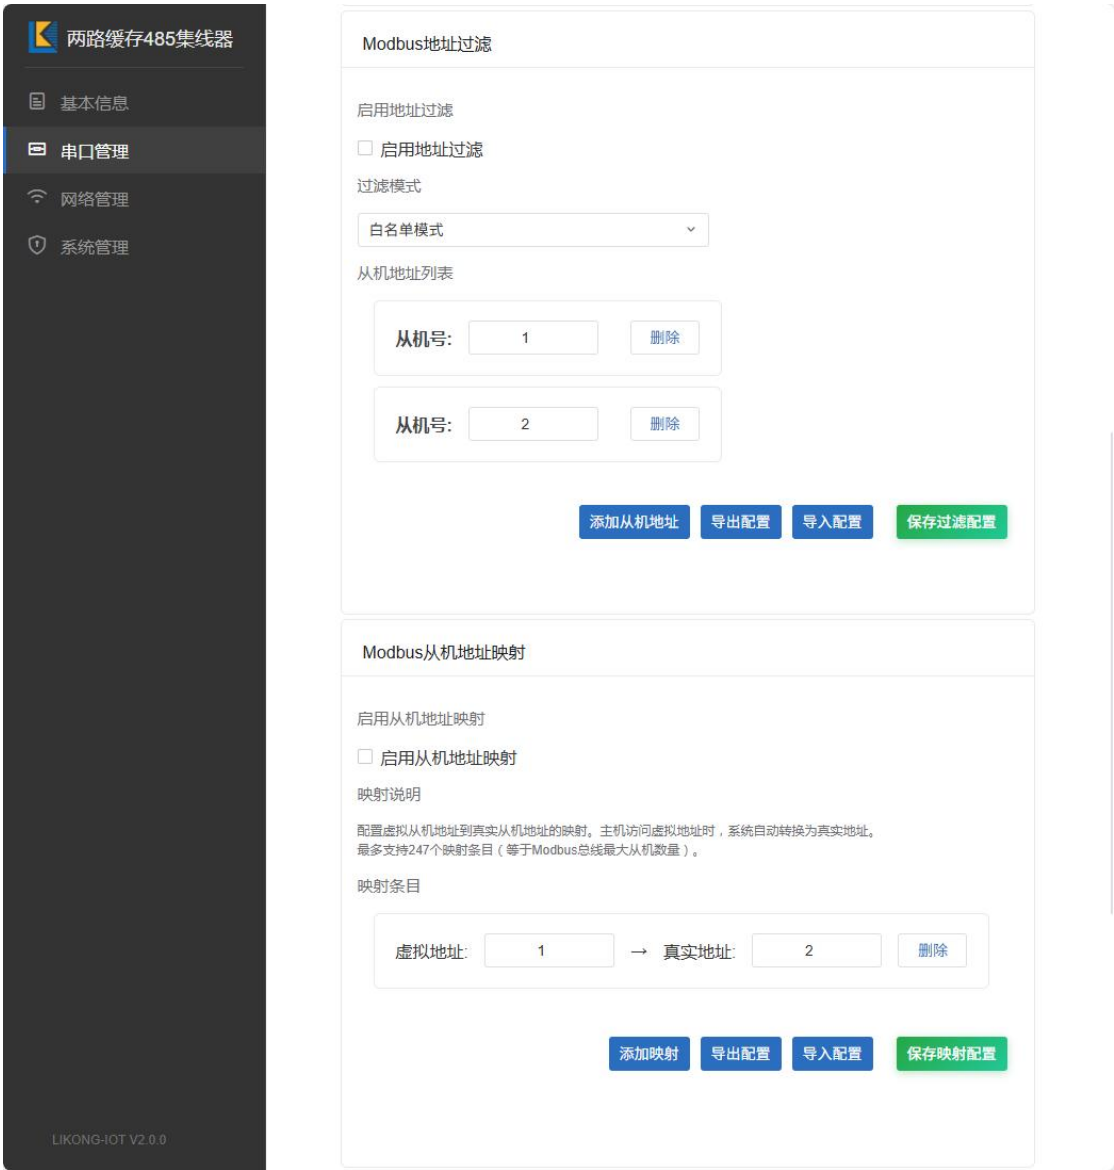 两路缓存485集线器
基本信息
串口管理
网络管理
系统管理
LIKONG-IOT V2.0.0
Modbus地址过滤
启用地址过滤
启用地址过滤
过滤模式
白名单模式
从机地址列表
从机号: 1 删除
从机号: 2 删除
添加从机地址 导出配置 导入配置 保存过滤配置
Modbus从机地址映射
启用从机地址映射
启用从机地址映射
映射说明
配置虚拟从机地址到真实从机地址的映射。主机访问虚拟地址时，系统自动转换为真实地址。
最多支持247个映射条目（等于Modbus总线最大从机数量）。
映射条目
虚拟地址: 1 → 真实地址: 2 删除
添加映射 导出配置 导入配置 保存映射配置